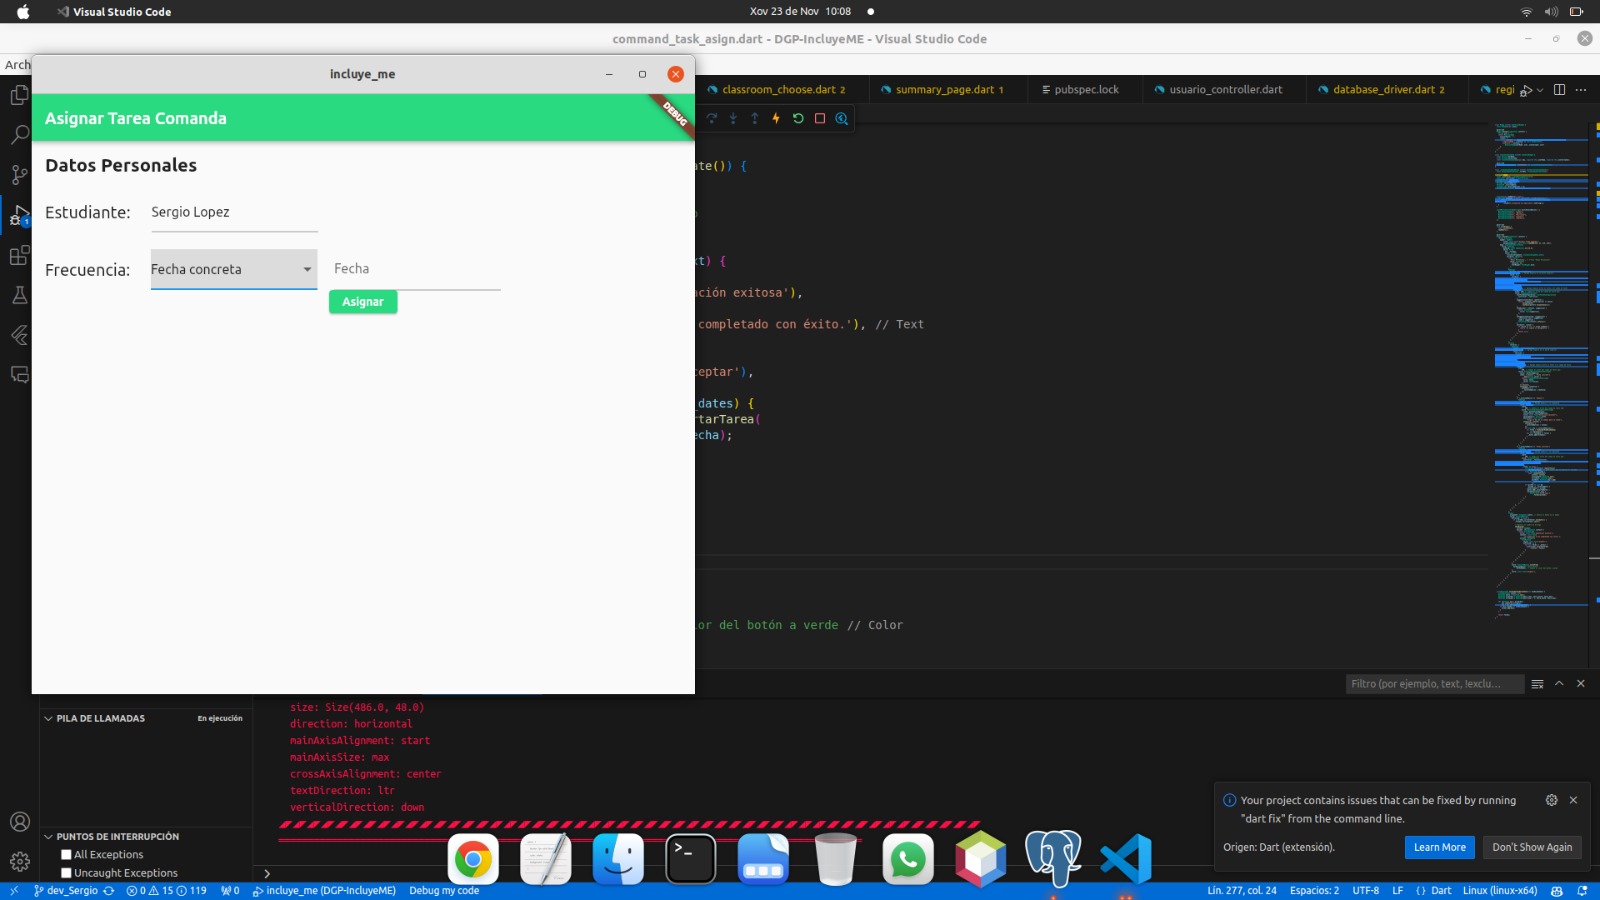 Visual Studio Code
Xov 23 de Nov 10:08
command_task_asign.dart - DGP-IncluyeME - Visual Studio Code
Arch
incluye_me
classroom_choose.dart 2
summary_page.dart 1
pubspec.lock
usuario_controller.dart
database_driver.dart 2
regi
Asignar Tarea Comanda
DEBUG
Datos Personales
Estudiante: Sergio Lopez
Frecuencia: Fecha concreta Fecha
Asignar
ate()) {
xt) {
ción exitosa'),
completado con éxito.'), // Text
eptar'),
_dates) {
rtarTarea(
echa);
or del botón a verde // Color
Filtro (por ejemplo, text, !exclu...
size: Size(486.0, 48.0)
direction: horizontal
mainAxisAlignment: start
mainAxisSize: max
crossAxisAlignment: center
textDirection: ltr
verticalDirection: down
PILA DE LLAMADAS En ejecución
PUNTOS DE INTERRUPCIÓN
All Exceptions
Uncaught Exceptions
Your project contains issues that can be fixed by running
"dart fix" from the command line.
Origen: Dart (extensión).
Learn More
Don't Show Again
dev_Sergio 0 15 119 0 incluye_me (DGP-IncluyeME) Debug my code
Lín. 277, col. 24 Espacios: 2 UTF-8 LF {} Dart Linux (linux-x64)